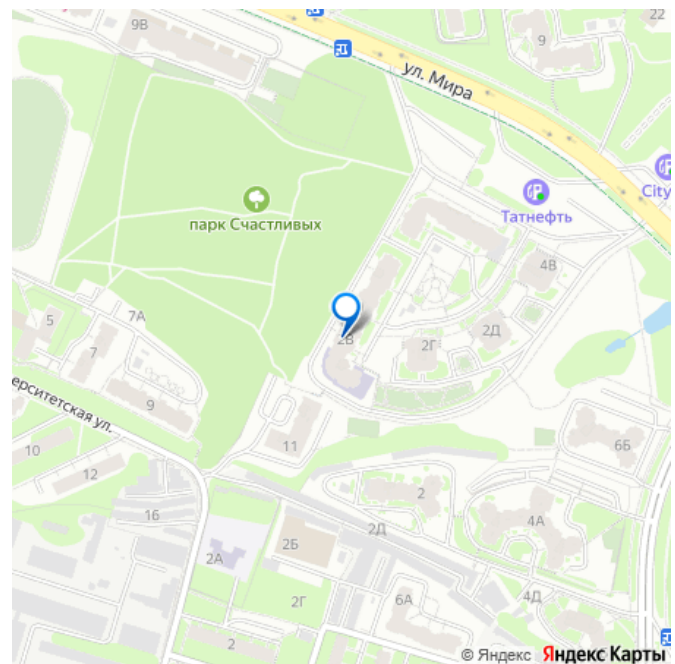 22
9В
9
ул. Мира
City
Татнефть
парк Счастливых
4В
5
7А
2В
2Д
2Г
7
9
ерситетская ул.
11
6Б
10
12
2
16
4А
2Д
2Б
2А
2Г
6А
4Д
2
© Яндекс Яндекс Карты